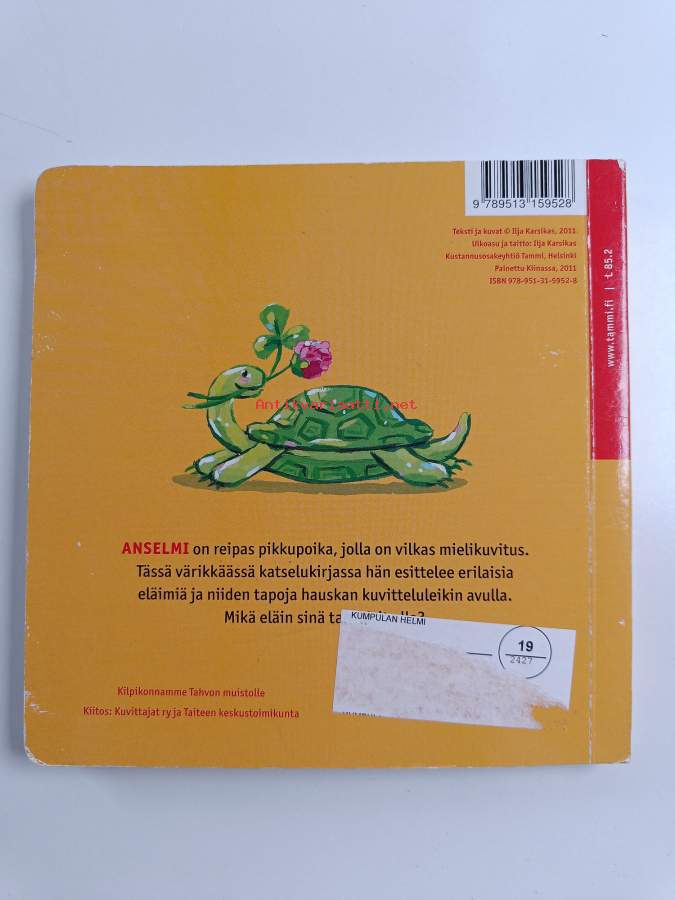 9 789513 159528
Teksti ja kuvat © Ilja Karsikas, 2011
Ulkoasu ja taitto: Ilja Karsikas
Kustannusosakeyhtiö Tammi, Helsinki
Painettu Kiinassa, 2011
ISBN 978-951-31-5952-8
www.tammi.fi | L 85.2
Antikvariaatti.net
ANSELMI on reipas pikkupoika, jolla on vilkas mielikuvitus.
Tässä värikkäässä katselukirjassa hän esittelee erilaisia
eläimiä ja niiden tapoja hauskan kuvitteluleikin avulla.
Mikä eläin sinä
KUMPULAN HELMI
19
2427
Kilpikonnamme Tahvon muistolle
Kiitos: Kuvittajat ry ja Taiteen keskustoimikunta